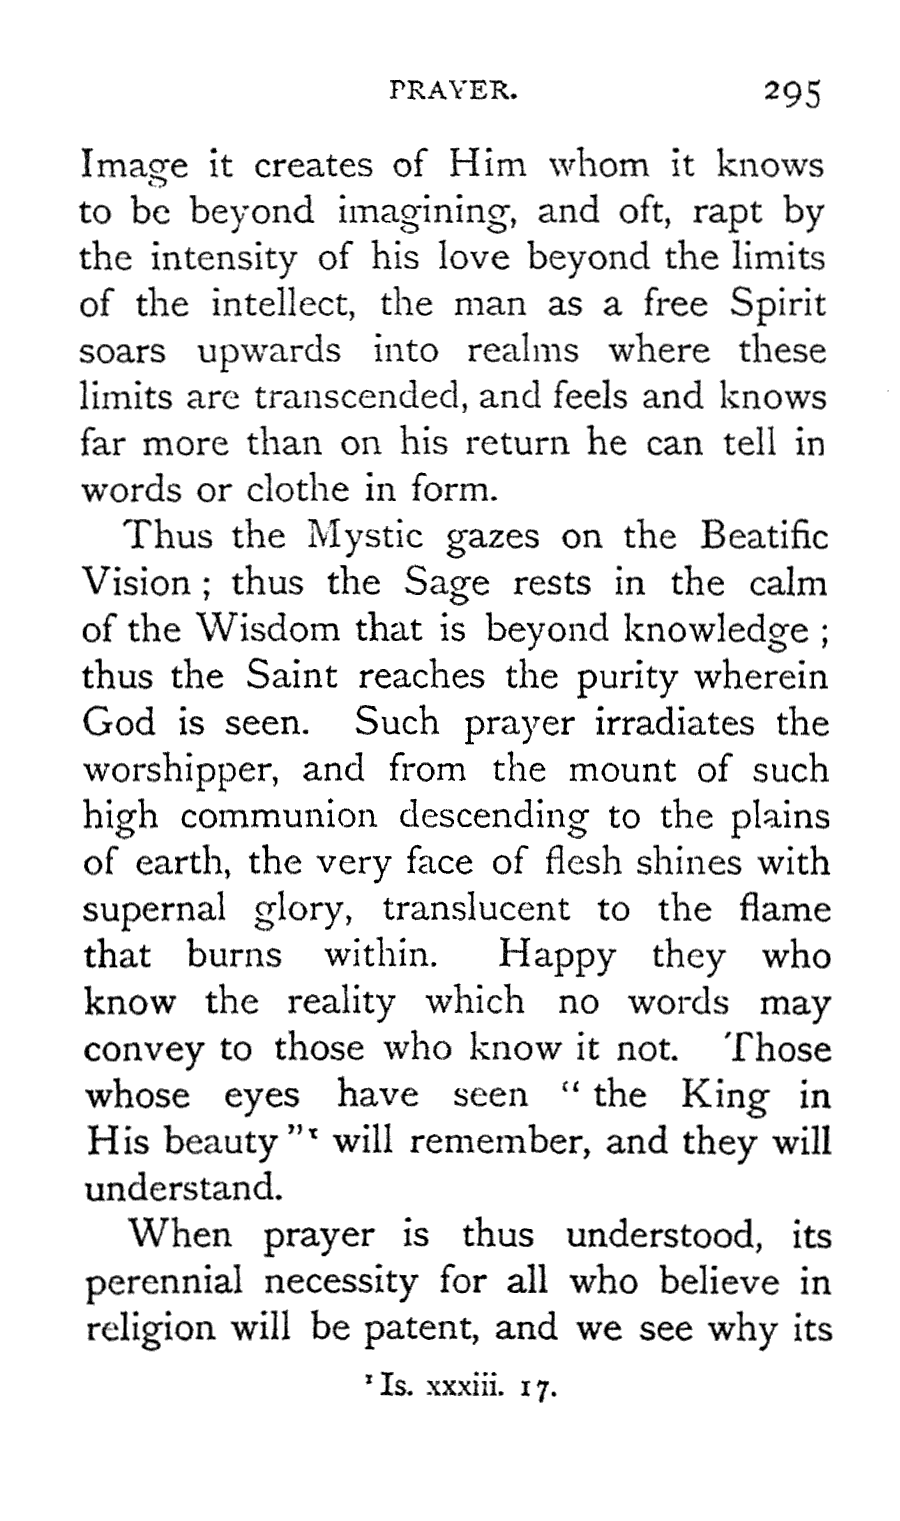 PRAYER. 295
Image it creates of Him whom it knows
to be beyond imagining, and oft, rapt by
the intensity of his love beyond the limits
of the intellect, the man as a free Spirit
soars upwards into realms where these
limits are transcended, and feels and knows
far more than on his return he can tell in
words or clothe in form.
Thus the Mystic gazes on the Beatific
Vision ; thus the Sage rests in the calm
of the Wisdom that is beyond knowledge ;
thus the Saint reaches the purity wherein
God is seen. Such prayer irradiates the
worshipper, and from the mount of such
high communion descending to the plains
of earth, the very face of flesh shines with
supernal glory, translucent to the flame
that burns within. Happy they who
know the reality which no words may
convey to those who know it not. Those
whose eyes have seen “ the King in
His beauty ”¹ will remember, and they will
understand.
When prayer is thus understood, its
perennial necessity for all who believe in
religion will be patent, and we see why its
¹ Is. xxxiii. 17.